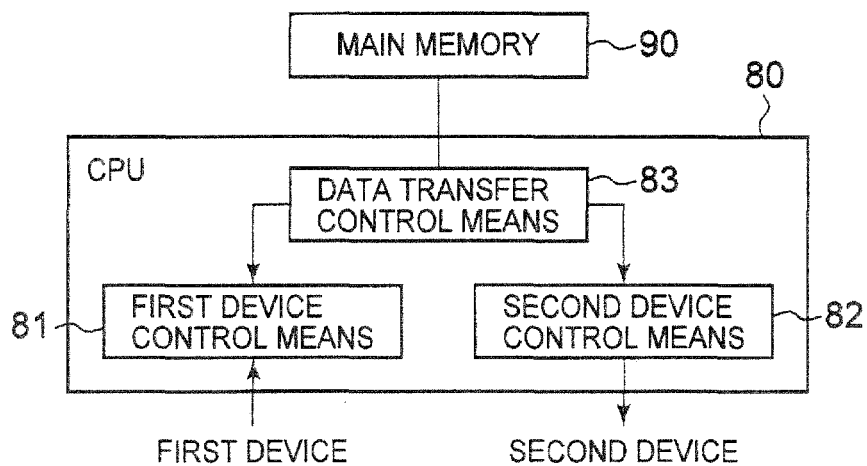 MAIN MEMORY
90
80
CPU
DATA TRANSFER
CONTROL MEANS
83
81
FIRST DEVICE
CONTROL MEANS
SECOND DEVICE
CONTROL MEANS
82
FIRST DEVICE
SECOND DEVICE